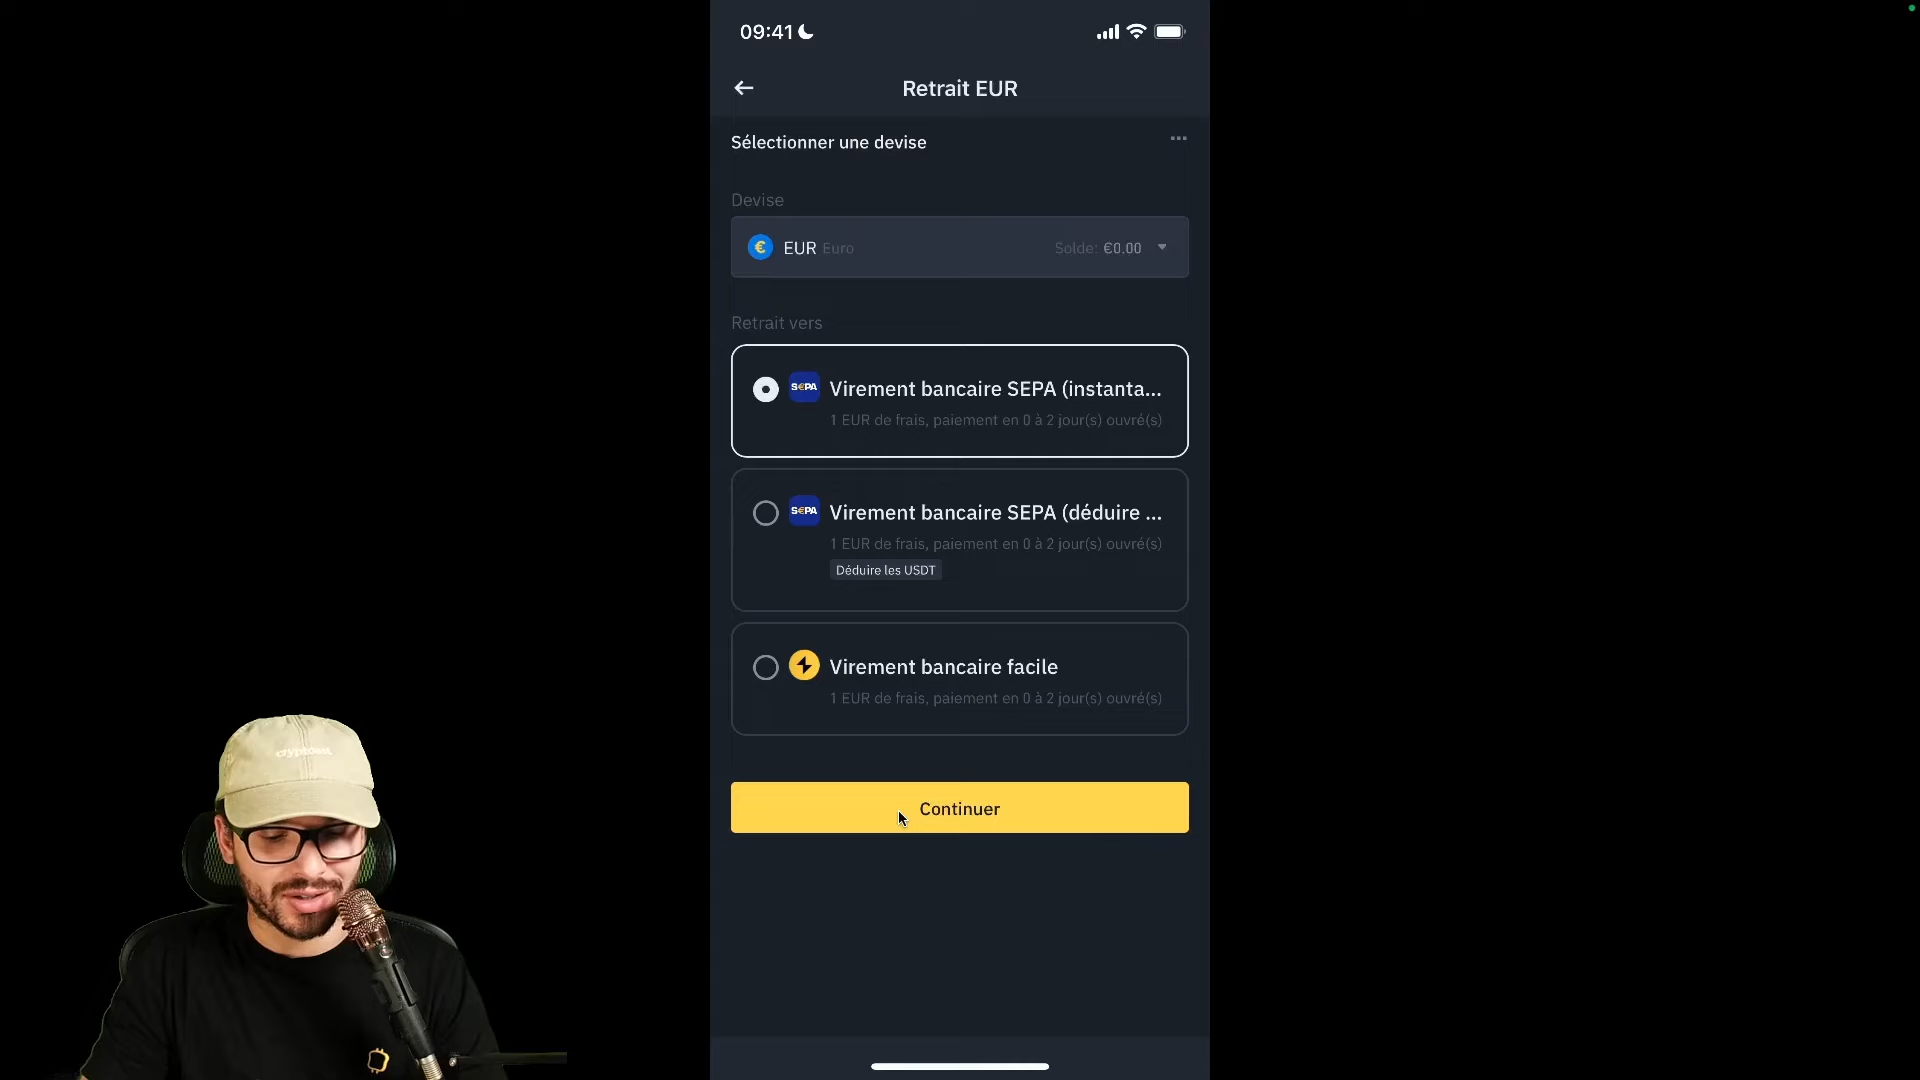 09:41
Retrait EUR
Sélectionner une devise
Devise
€ EUR Euro Solde: €0.00
Retrait vers
S€PA Virement bancaire SEPA (instanta...
1 EUR de frais, paiement en 0 à 2 jour(s) ouvré(s)
S€PA Virement bancaire SEPA (déduire ...
1 EUR de frais, paiement en 0 à 2 jour(s) ouvré(s)
Déduire les USDT
Virement bancaire facile
1 EUR de frais, paiement en 0 à 2 jour(s) ouvré(s)
Continuer
cryptoast